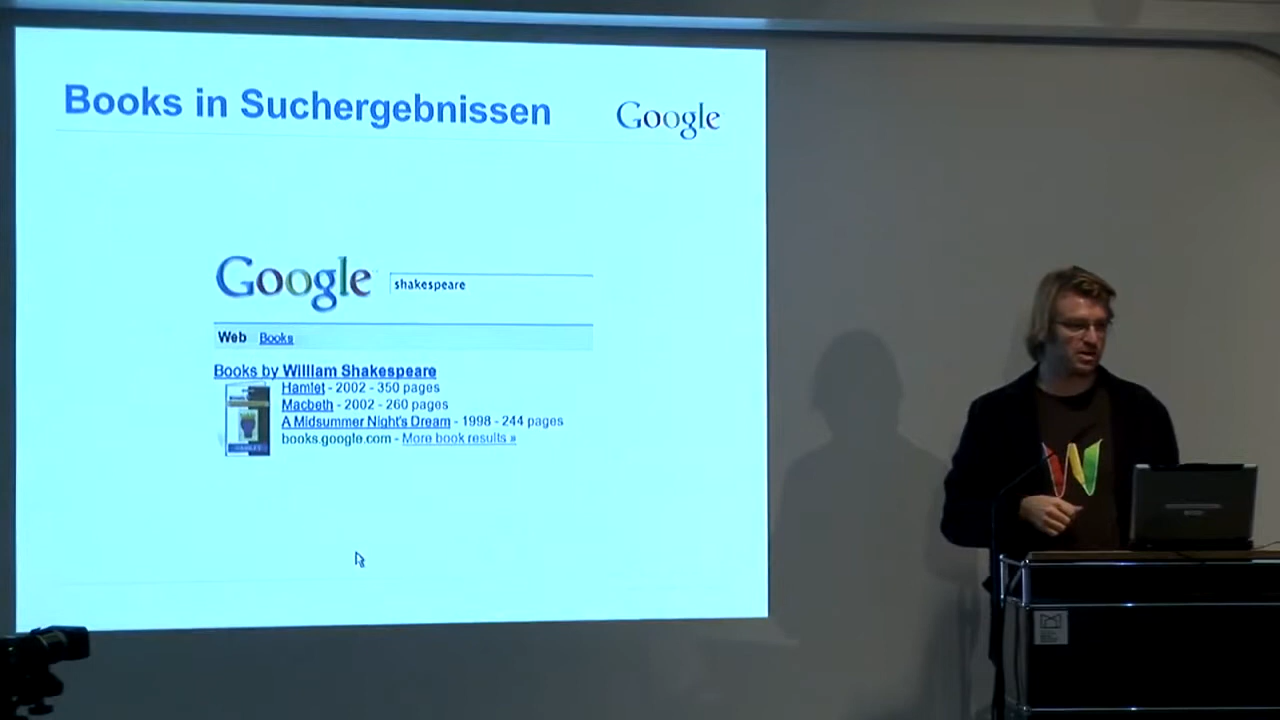 Books in Suchergebnissen
Google
Google
shakespeare
Web Books
Books by William Shakespeare
Hamlet - 2002 - 350 pages
Macbeth - 2002 - 260 pages
A Midsummer Night's Dream - 1998 - 244 pages
books.google.com - More book results »